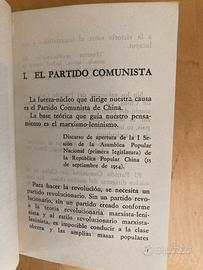 I. EL PARTIDO COMUNISTA
La fuerza-núcleo que dirige nuestra causa
es el Partido Comunista de China.
La base teórica que guía nuestro pensa-
miento es el marxismo-leninismo.
Discurso de apertura de la I Se-
sión de la Asamblea Popular
Nacional (primera legislatura) de
la República Popular China (15
de septiembre de 1954).
Para hacer la revolución, se necesita un
partido revolucionario. Sin un partido revo-
lucionario, sin un partido creado conforme
a la teoría revolucionaria marxista-leninis-
ta y en el estilo revolucionario marxista-
leninista, es imposible conducir a la clase
obrera y las amplias masas populares